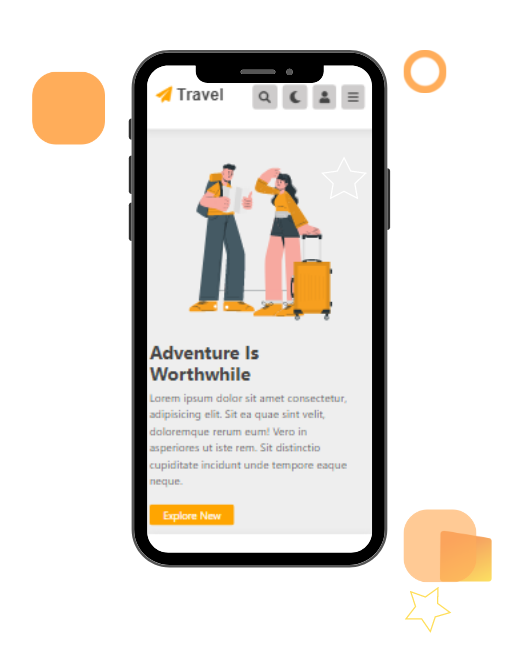 Travel
Adventure Is
Worthwhile
Lorem ipsum dolor sit amet consectetur,
adipisicing elit. Sit ea quae sint velit,
doloremque rerum eum! Vero in
asperiores ut iste rem. Sit distinctio
cupiditate incidunt unde tempore eaque
neque.
Explore New